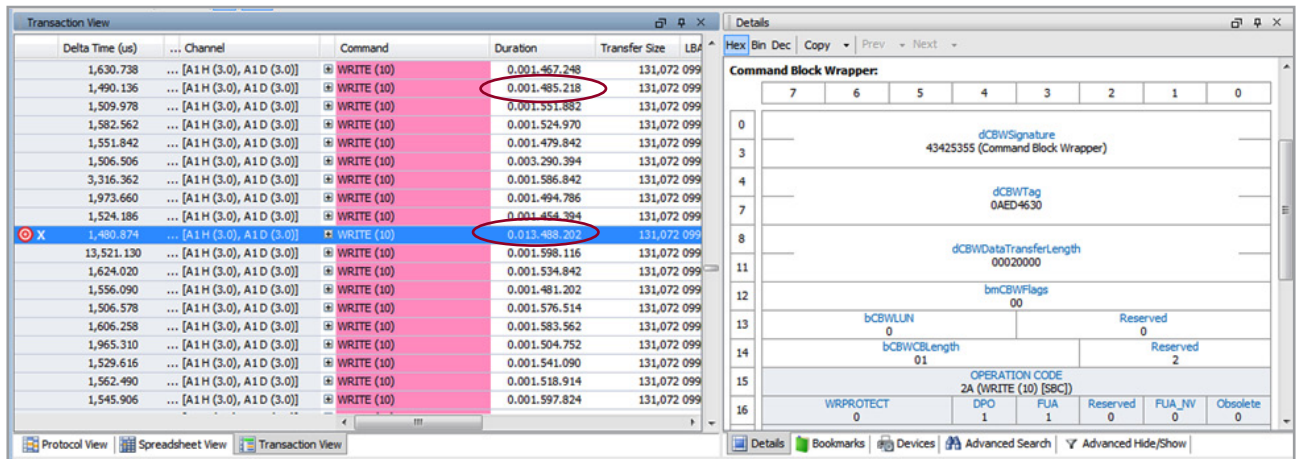 Transaction View
Delta Time (us) ... Channel Command Duration Transfer Size LBA
1,630.738 ... [A1 H (3.0), A1 D (3.0)] WRITE (10) 0.001.467.248 131,072 099
1,490.136 ... [A1 H (3.0), A1 D (3.0)] WRITE (10) 0.001.485.218 131,072 099
1,509.978 ... [A1 H (3.0), A1 D (3.0)] WRITE (10) 0.001.551.882 131,072 099
1,582.562 ... [A1 H (3.0), A1 D (3.0)] WRITE (10) 0.001.524.970 131,072 099
1,551.842 ... [A1 H (3.0), A1 D (3.0)] WRITE (10) 0.001.479.842 131,072 099
1,506.506 ... [A1 H (3.0), A1 D (3.0)] WRITE (10) 0.003.290.394 131,072 099
3,316.362 ... [A1 H (3.0), A1 D (3.0)] WRITE (10) 0.001.586.842 131,072 099
1,973.660 ... [A1 H (3.0), A1 D (3.0)] WRITE (10) 0.001.494.786 131,072 099
1,524.186 ... [A1 H (3.0), A1 D (3.0)] WRITE (10) 0.001.454.394 131,072 099
X 1,480.874 ... [A1 H (3.0), A1 D (3.0)] WRITE (10) 0.013.488.202 131,072 099
13,521.130 ... [A1 H (3.0), A1 D (3.0)] WRITE (10) 0.001.598.116 131,072 099
1,624.020 ... [A1 H (3.0), A1 D (3.0)] WRITE (10) 0.001.534.842 131,072 099
1,556.090 ... [A1 H (3.0), A1 D (3.0)] WRITE (10) 0.001.481.202 131,072 099
1,506.578 ... [A1 H (3.0), A1 D (3.0)] WRITE (10) 0.001.576.514 131,072 099
1,606.258 ... [A1 H (3.0), A1 D (3.0)] WRITE (10) 0.001.583.562 131,072 099
1,965.310 ... [A1 H (3.0), A1 D (3.0)] WRITE (10) 0.001.504.752 131,072 099
1,529.616 ... [A1 H (3.0), A1 D (3.0)] WRITE (10) 0.001.541.090 131,072 099
1,562.490 ... [A1 H (3.0), A1 D (3.0)] WRITE (10) 0.001.518.914 131,072 099
1,545.906 ... [A1 H (3.0), A1 D (3.0)] WRITE (10) 0.001.597.824 131,072 099
Protocol View Spreadsheet View Transaction View
Details
Hex Bin Dec Copy Prev Next
Command Block Wrapper:
7 6 5 4 3 2 1 0
0
dCBWSignature
43425355 (Command Block Wrapper)
3
4
dCBWTag
0AED4630
7
8
dCBWDataTransferLength
00020000
11
12
bmCBWFlags
00
13
bCBWLUN Reserved
0 0
14
bCBWCBLength Reserved
01 2
15
OPERATION CODE
2A (WRITE (10) [SBC])
16
WRPROTECT DPO FUA Reserved FUA_NV Obsolete
0 1 1 0 0 0
Details Bookmarks Devices Advanced Search Advanced Hide/Show